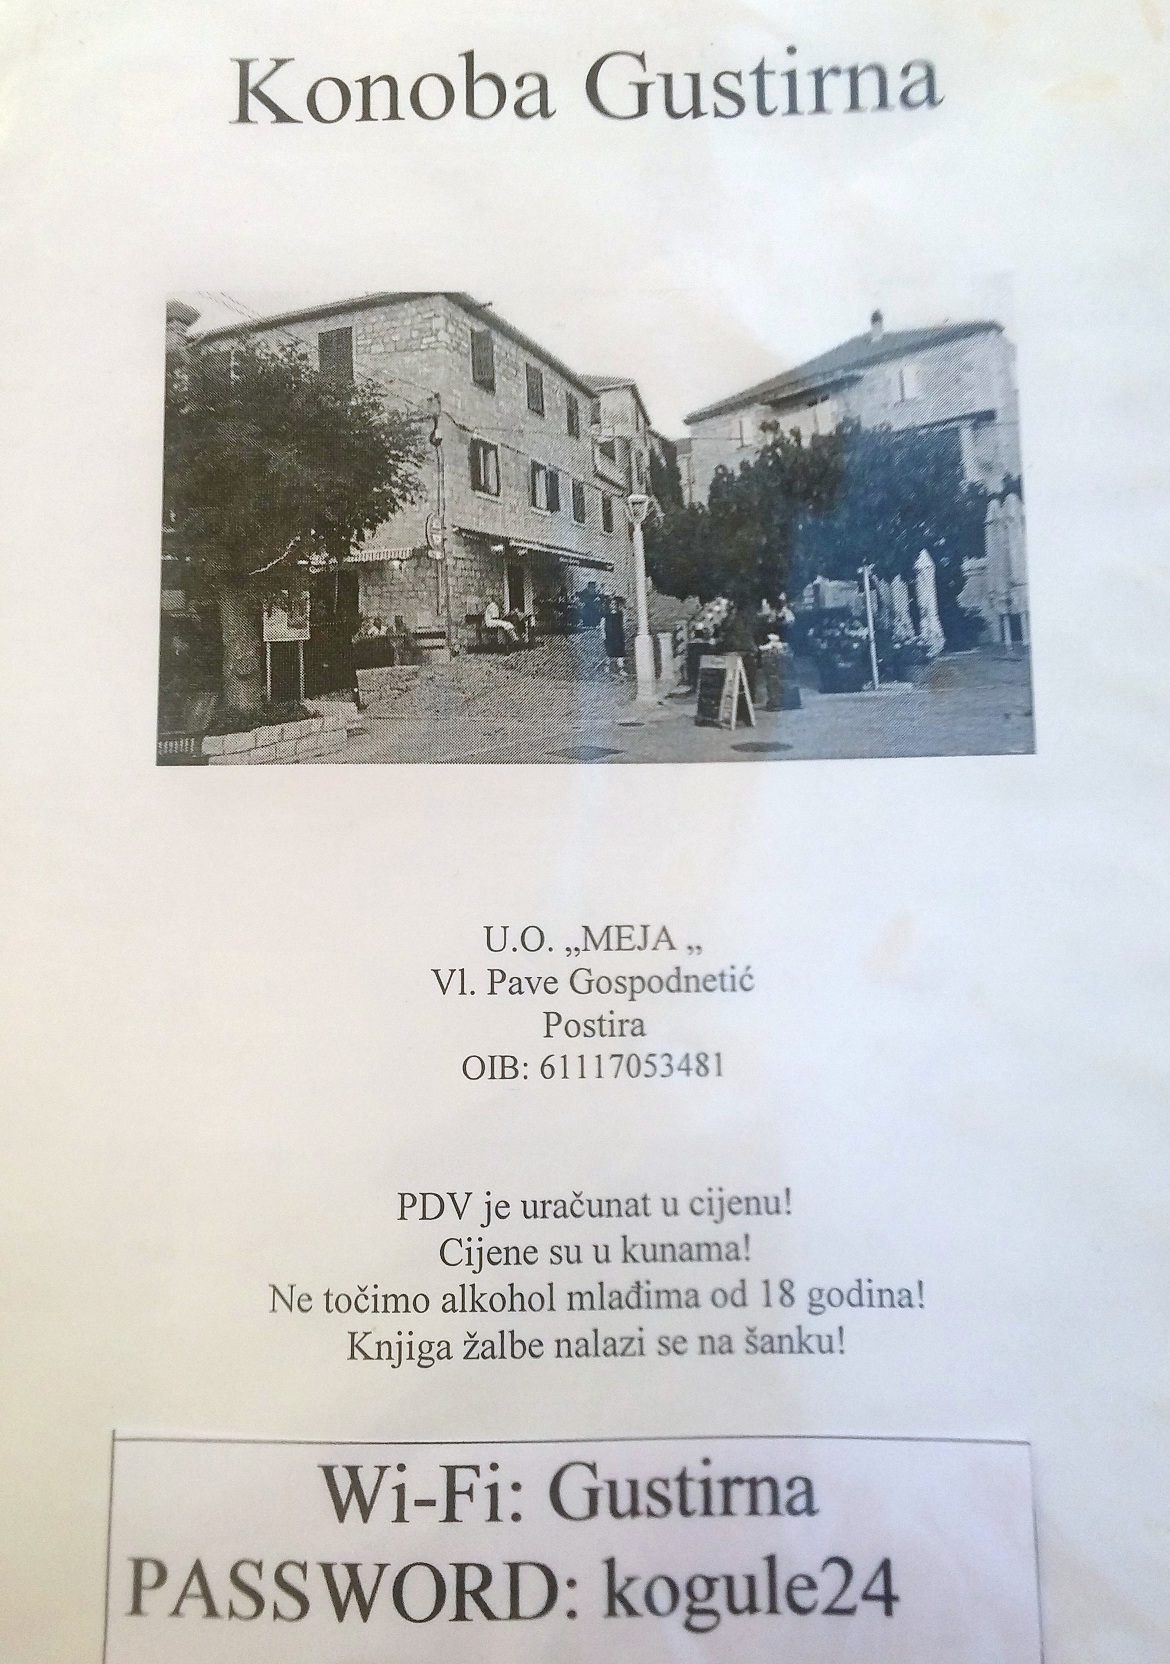 Konoba Gustirna
U.O. „MEJA „
Vl. Pave Gospodnetić
Postira
OIB: 61117053481
PDV je uračunat u cijenu!
Cijene su u kunama!
Ne točimo alkohol mlađima od 18 godina!
Knjiga žalbe nalazi se na šanku!
Wi-Fi: Gustirna
PASSWORD: kogule24